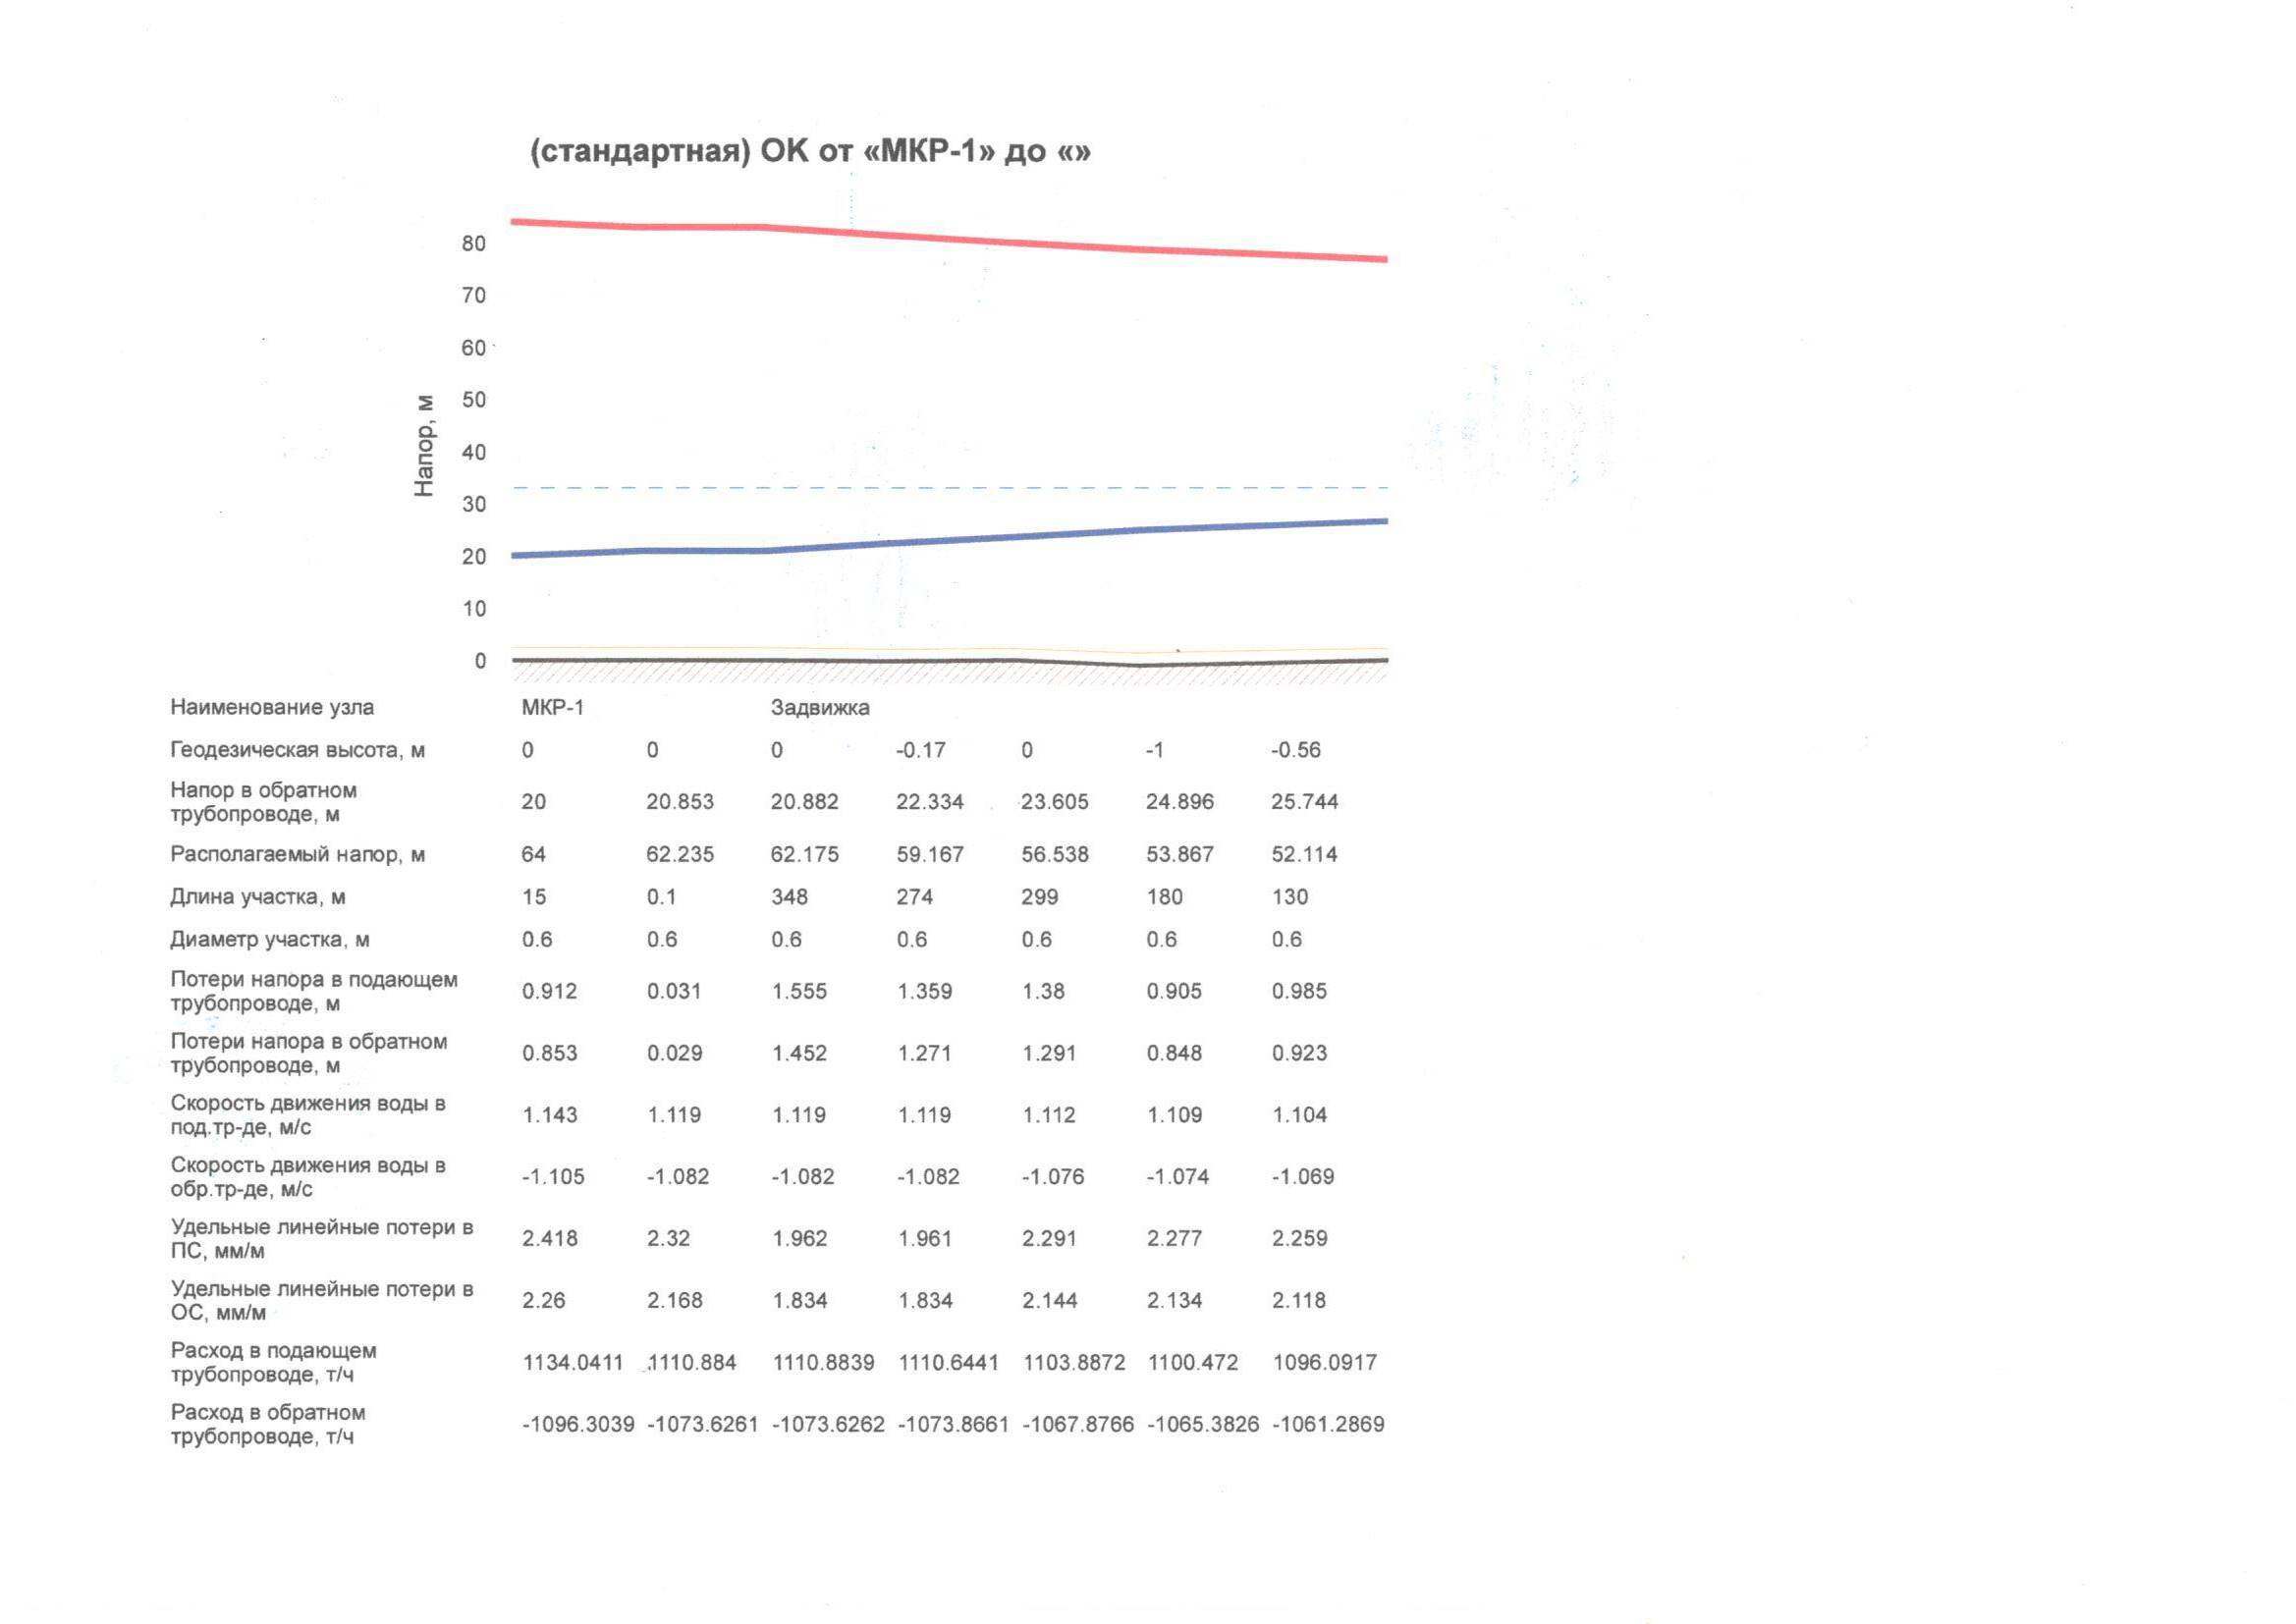 (стандартная) ОК от «МКР-1» до «»
80
70
60
50
40
30
20
10
0
Напор, м
Наименование узла МКР-1 Задвижка
Геодезическая высота, м 0 0 0 -0.17 0 -1 -0.56
Напор в обратном
трубопроводе, м 20 20.853 20.882 22.334 23.605 24.896 25.744
Располагаемый напор, м 64 62.235 62.175 59.167 56.538 53.867 52.114
Длина участка, м 15 0.1 348 274 299 180 130
Диаметр участка, м 0.6 0.6 0.6 0.6 0.6 0.6 0.6
Потери напора в подающем
трубопроводе, м 0.912 0.031 1.555 1.359 1.38 0.905 0.985
Потери напора в обратном
трубопроводе, м 0.853 0.029 1.452 1.271 1.291 0.848 0.923
Скорость движения воды в
под.тр-де, м/с 1.143 1.119 1.119 1.119 1.112 1.109 1.104
Скорость движения воды в
обр.тр-де, м/с -1.105 -1.082 -1.082 -1.082 -1.076 -1.074 -1.069
Удельные линейные потери в
ПС, мм/м 2.418 2.32 1.962 1.961 2.291 2.277 2.259
Удельные линейные потери в
ОС, мм/м 2.26 2.168 1.834 1.834 2.144 2.134 2.118
Расход в подающем
трубопроводе, т/ч 1134.0411 1110.884 1110.8839 1110.6441 1103.8872 1100.472 1096.0917
Расход в обратном
трубопроводе, т/ч -1096.3039 -1073.6261 -1073.6262 -1073.8661 -1067.8766 -1065.3826 -1061.2869